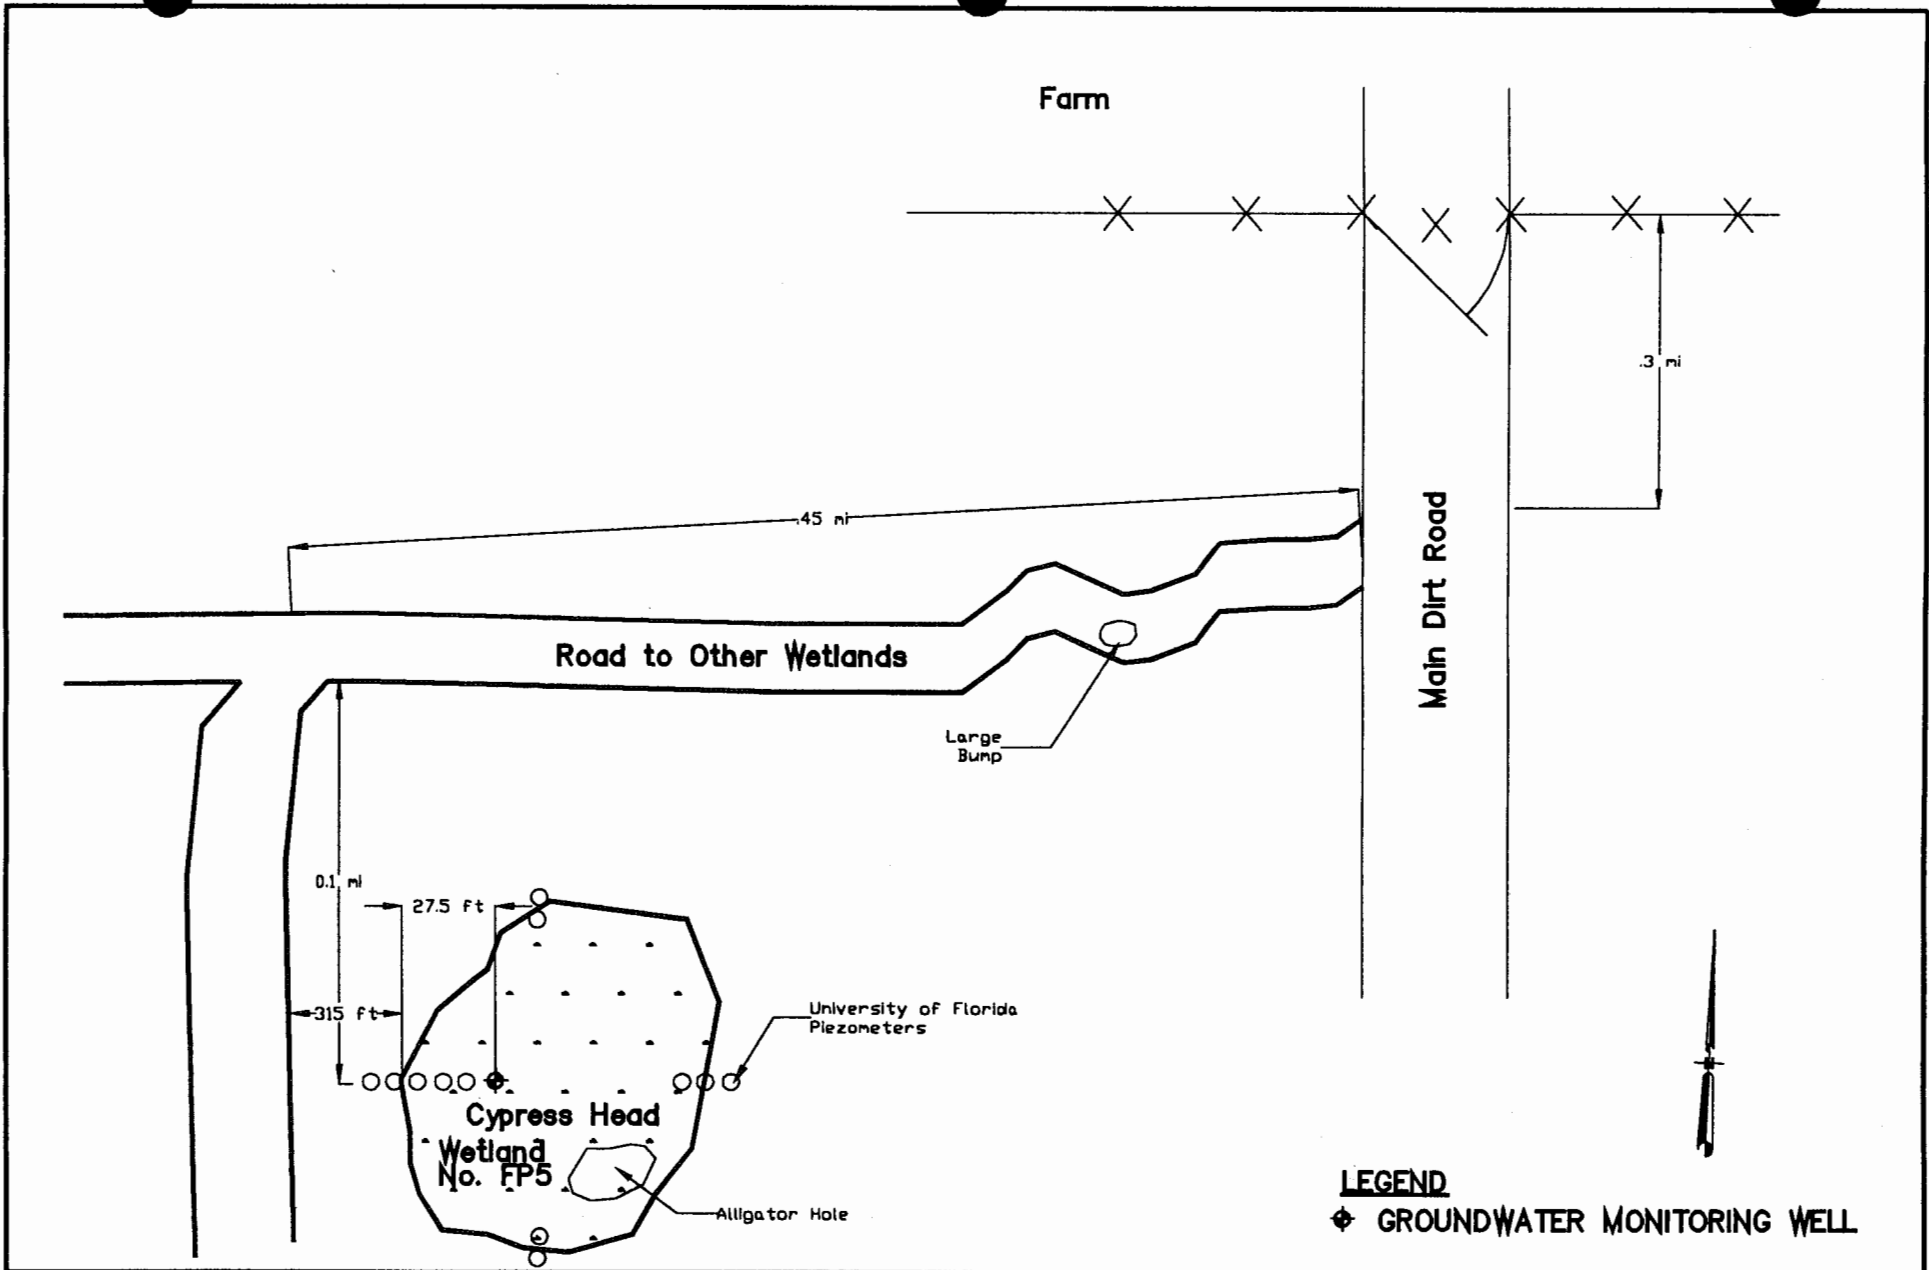 Farm
.3 mi
.45 mi
Main Dirt Road
Road to Other Wetlands
Large
Bump
0.1 mi
27.5 ft
315 ft
University of Florida
Piezometers
Cypress Head
Wetland
No. FP5
Alligator Hole
LEGEND
GROUNDWATER MONITORING WELL